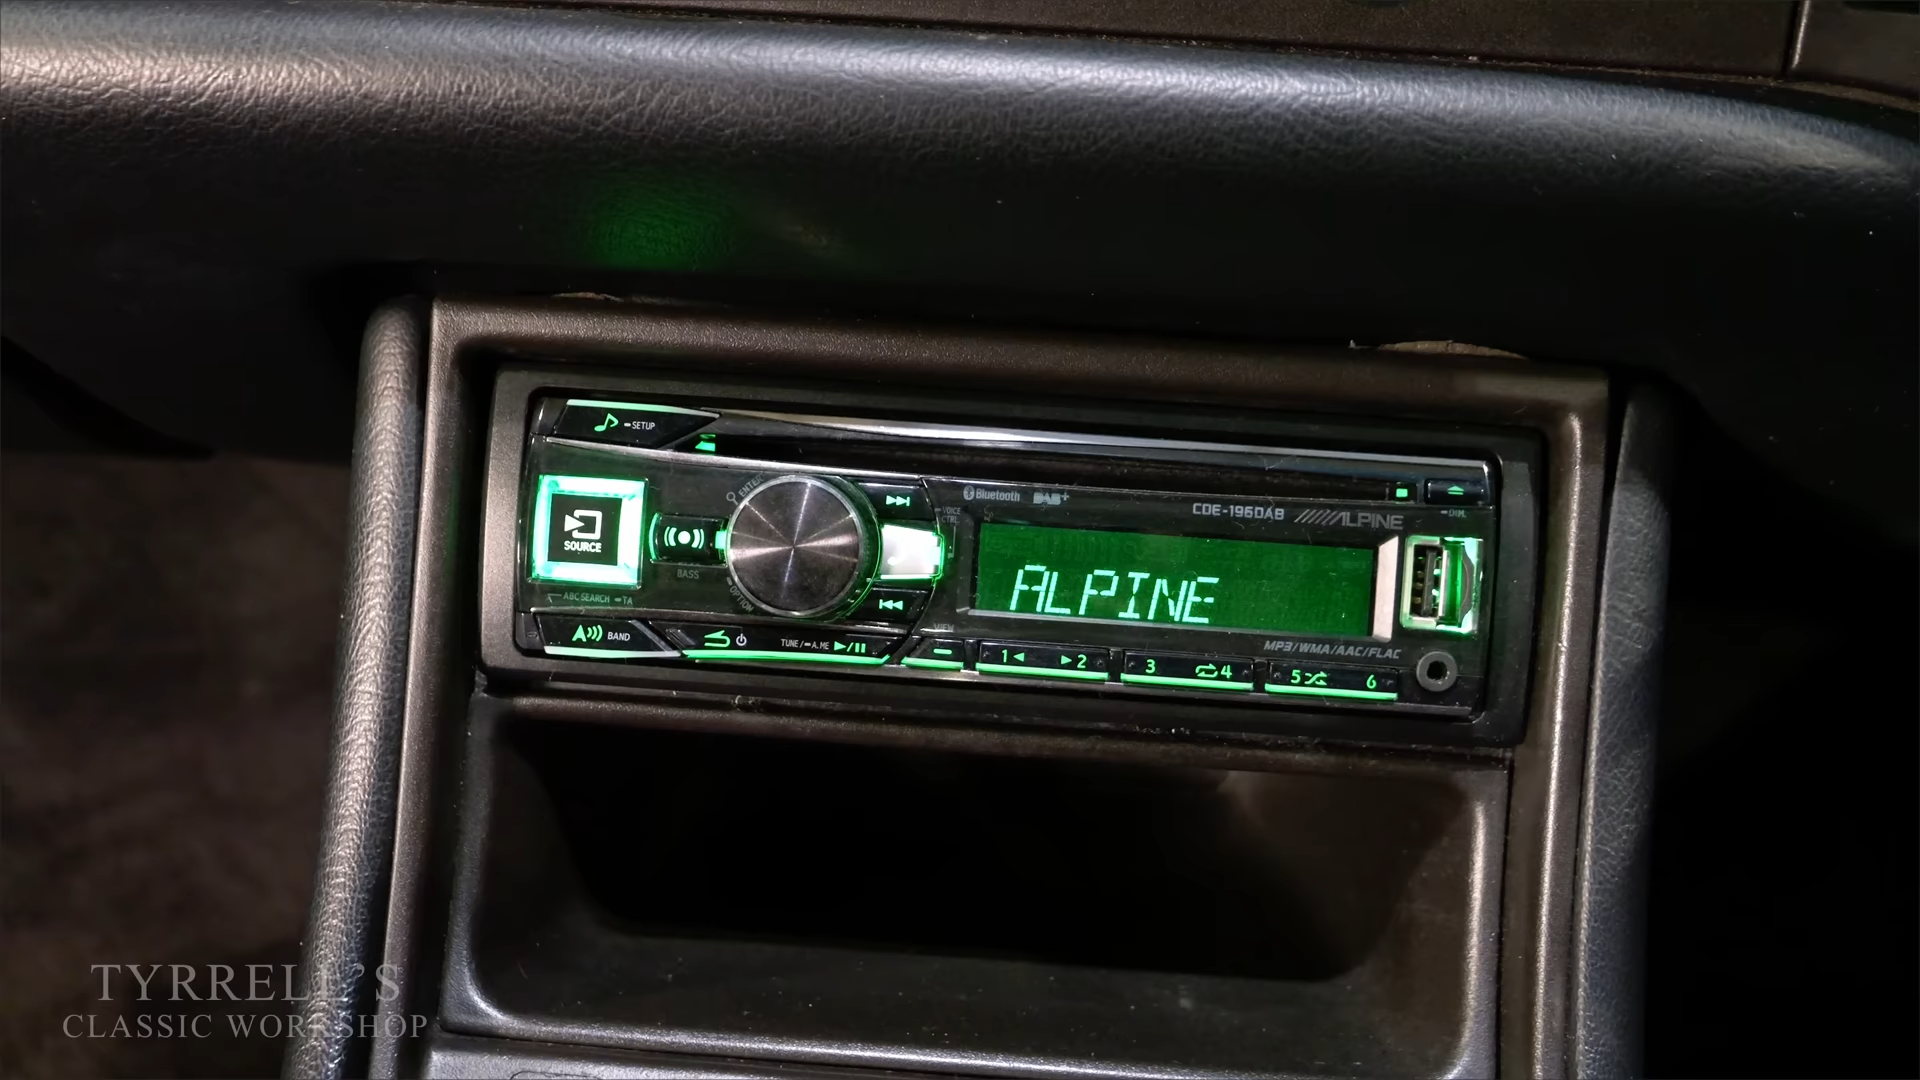 SETUP
ENTER
Bluetooth DAB+
VOICE
CTRL
CDE-195DAB ALPINE
DIM.
SOURCE
BASS
ALPINE
ABC SEARCH TA
OPTION
BAND
TUNE/A.ME
VIEW
MP3/WMA/AAC/FLAC
1 2 3 4 5 6
TYRRELL'S
CLASSIC WORKSHOP